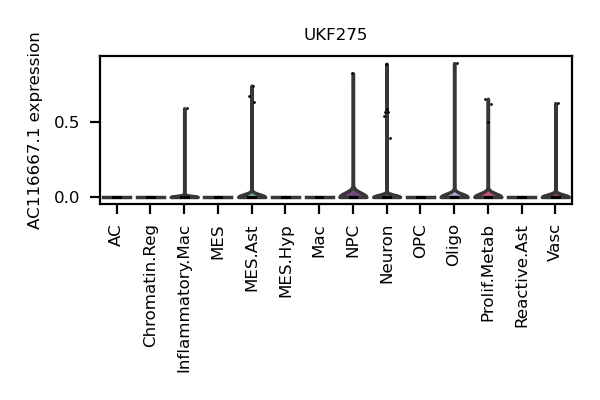 UKF275
AC116667.1 expression
0.5
0.0
AC
Chromatin.Reg
Inflammatory.Mac
MES
MES.Ast
MES.Hyp
Mac
NPC
Neuron
OPC
Oligo
Prolif.Metab
Reactive.Ast
Vasc